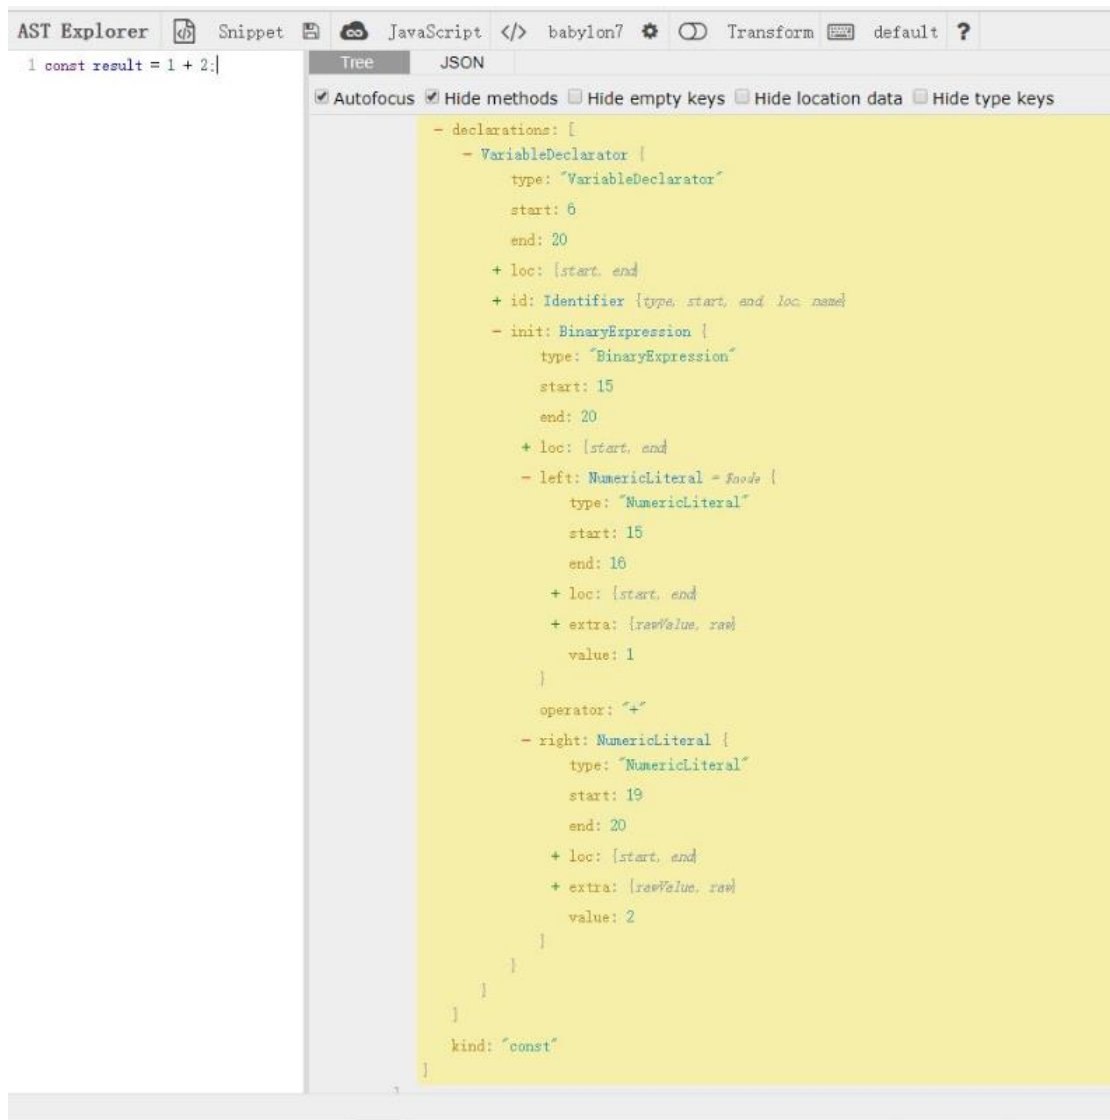 AST Explorer Snippet JavaScript </> babylon7 Transform default ?
1 const result = 1 + 2;
Tree JSON
Autofocus Hide methods Hide empty keys Hide location data Hide type keys
- declarations: [
- VariableDeclarator {
type: "VariableDeclarator"
start: 6
end: 20
+ loc: {start, end}
+ id: Identifier {type, start, end, loc, name}
- init: BinaryExpression {
type: "BinaryExpression"
start: 15
end: 20
+ loc: {start, end}
- left: NumericLiteral = $node {
type: "NumericLiteral"
start: 15
end: 16
+ loc: {start, end}
+ extra: {rawValue, raw}
value: 1
}
operator: "+"
- right: NumericLiteral {
type: "NumericLiteral"
start: 19
end: 20
+ loc: {start, end}
+ extra: {rawValue, raw}
value: 2
}
}
}
]
kind: "const"
}